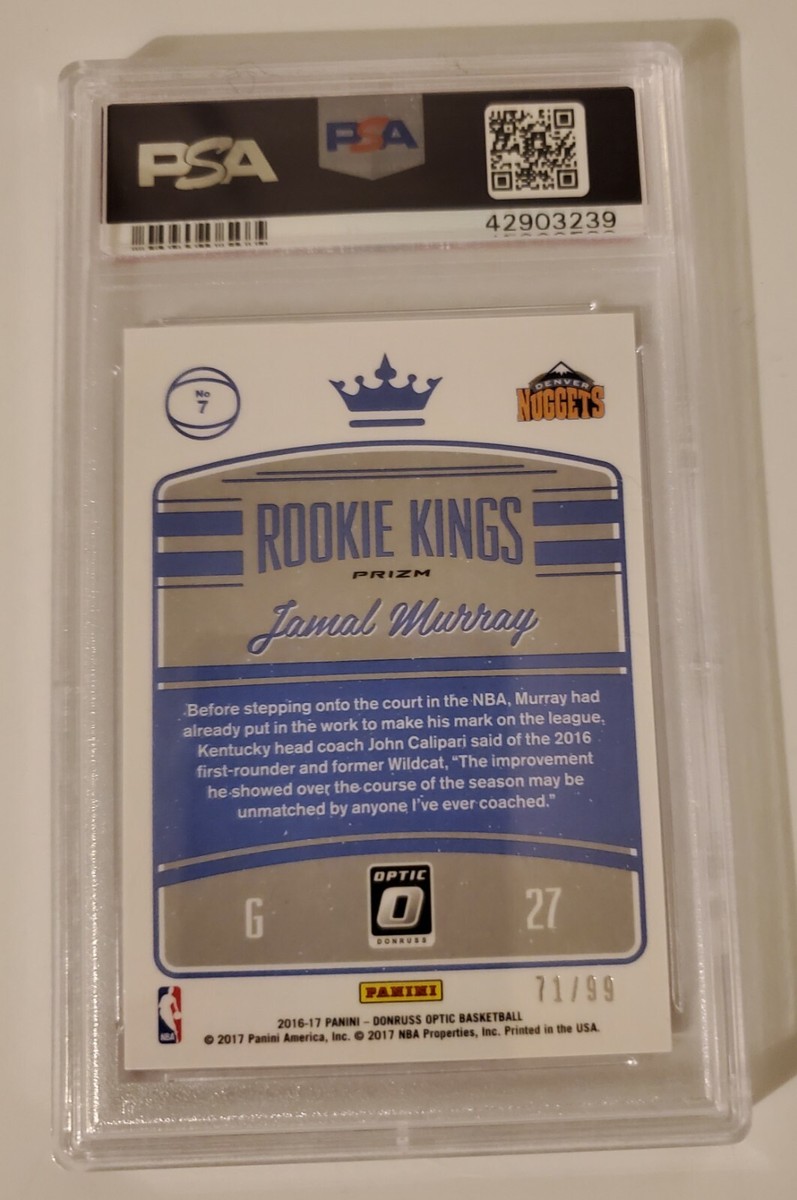 PSA
PSA
42903239
No
7
DENVER
NUGGETS
ROOKIE KINGS
PRIZM
Jamal Murray
Before stepping onto the court in the NBA, Murray had
already put in the work to make his mark on the league.
Kentucky head coach John Calipari said of the 2016
first-rounder and former Wildcat, “The improvement
he showed over the course of the season may be
unmatched by anyone I’ve ever coached.”
G
OPTIC
O
DONRUSS
27
PANINI
71/99
NBA
2016-17 PANINI – DONRUSS OPTIC BASKETBALL
© 2017 Panini America, Inc. © 2017 NBA Properties, Inc. Printed in the USA.